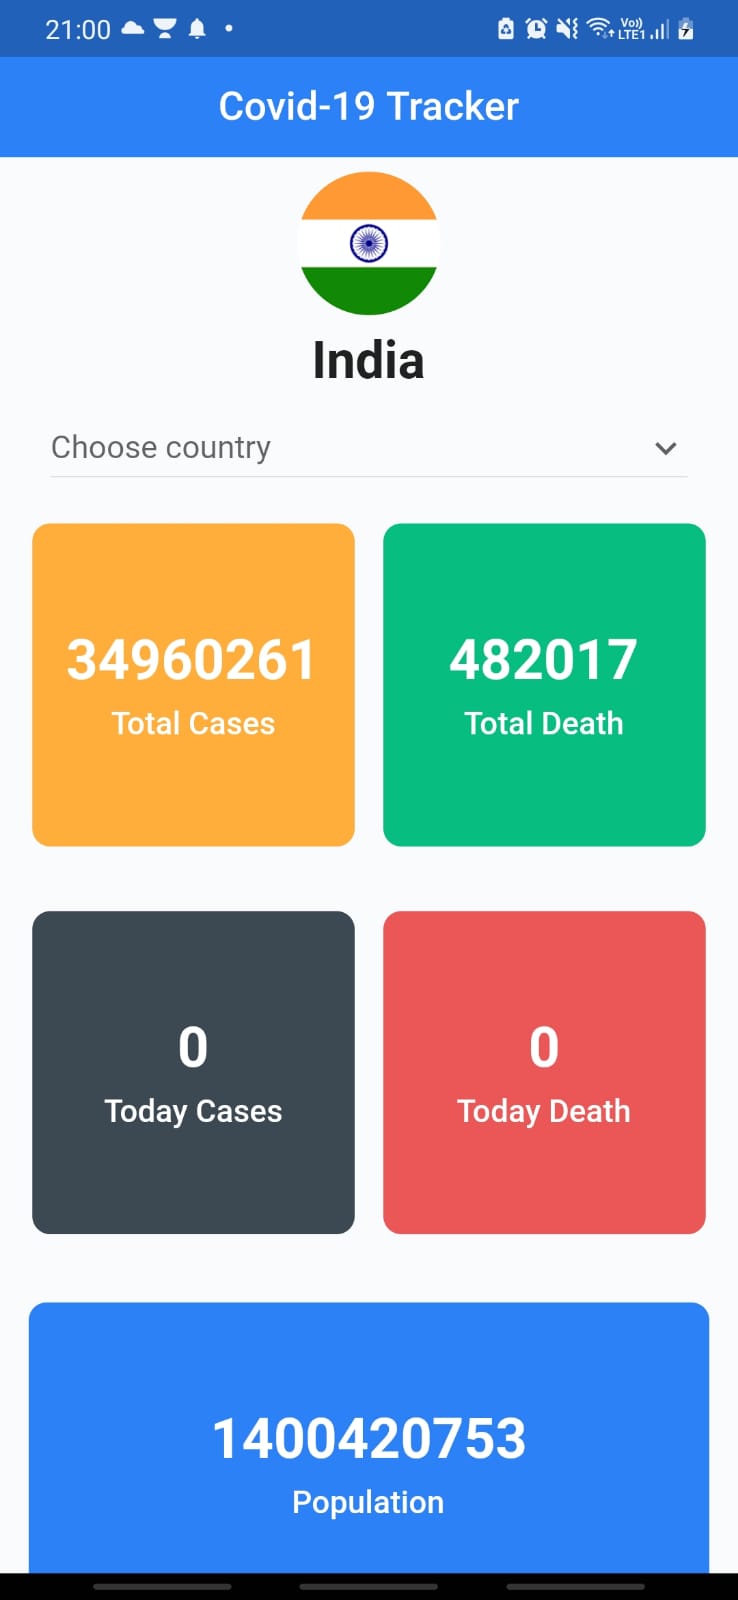 21:00
Vo))
LTE1
Covid-19 Tracker
India
Choose country
34960261
Total Cases
482017
Total Death
0
Today Cases
0
Today Death
1400420753
Population